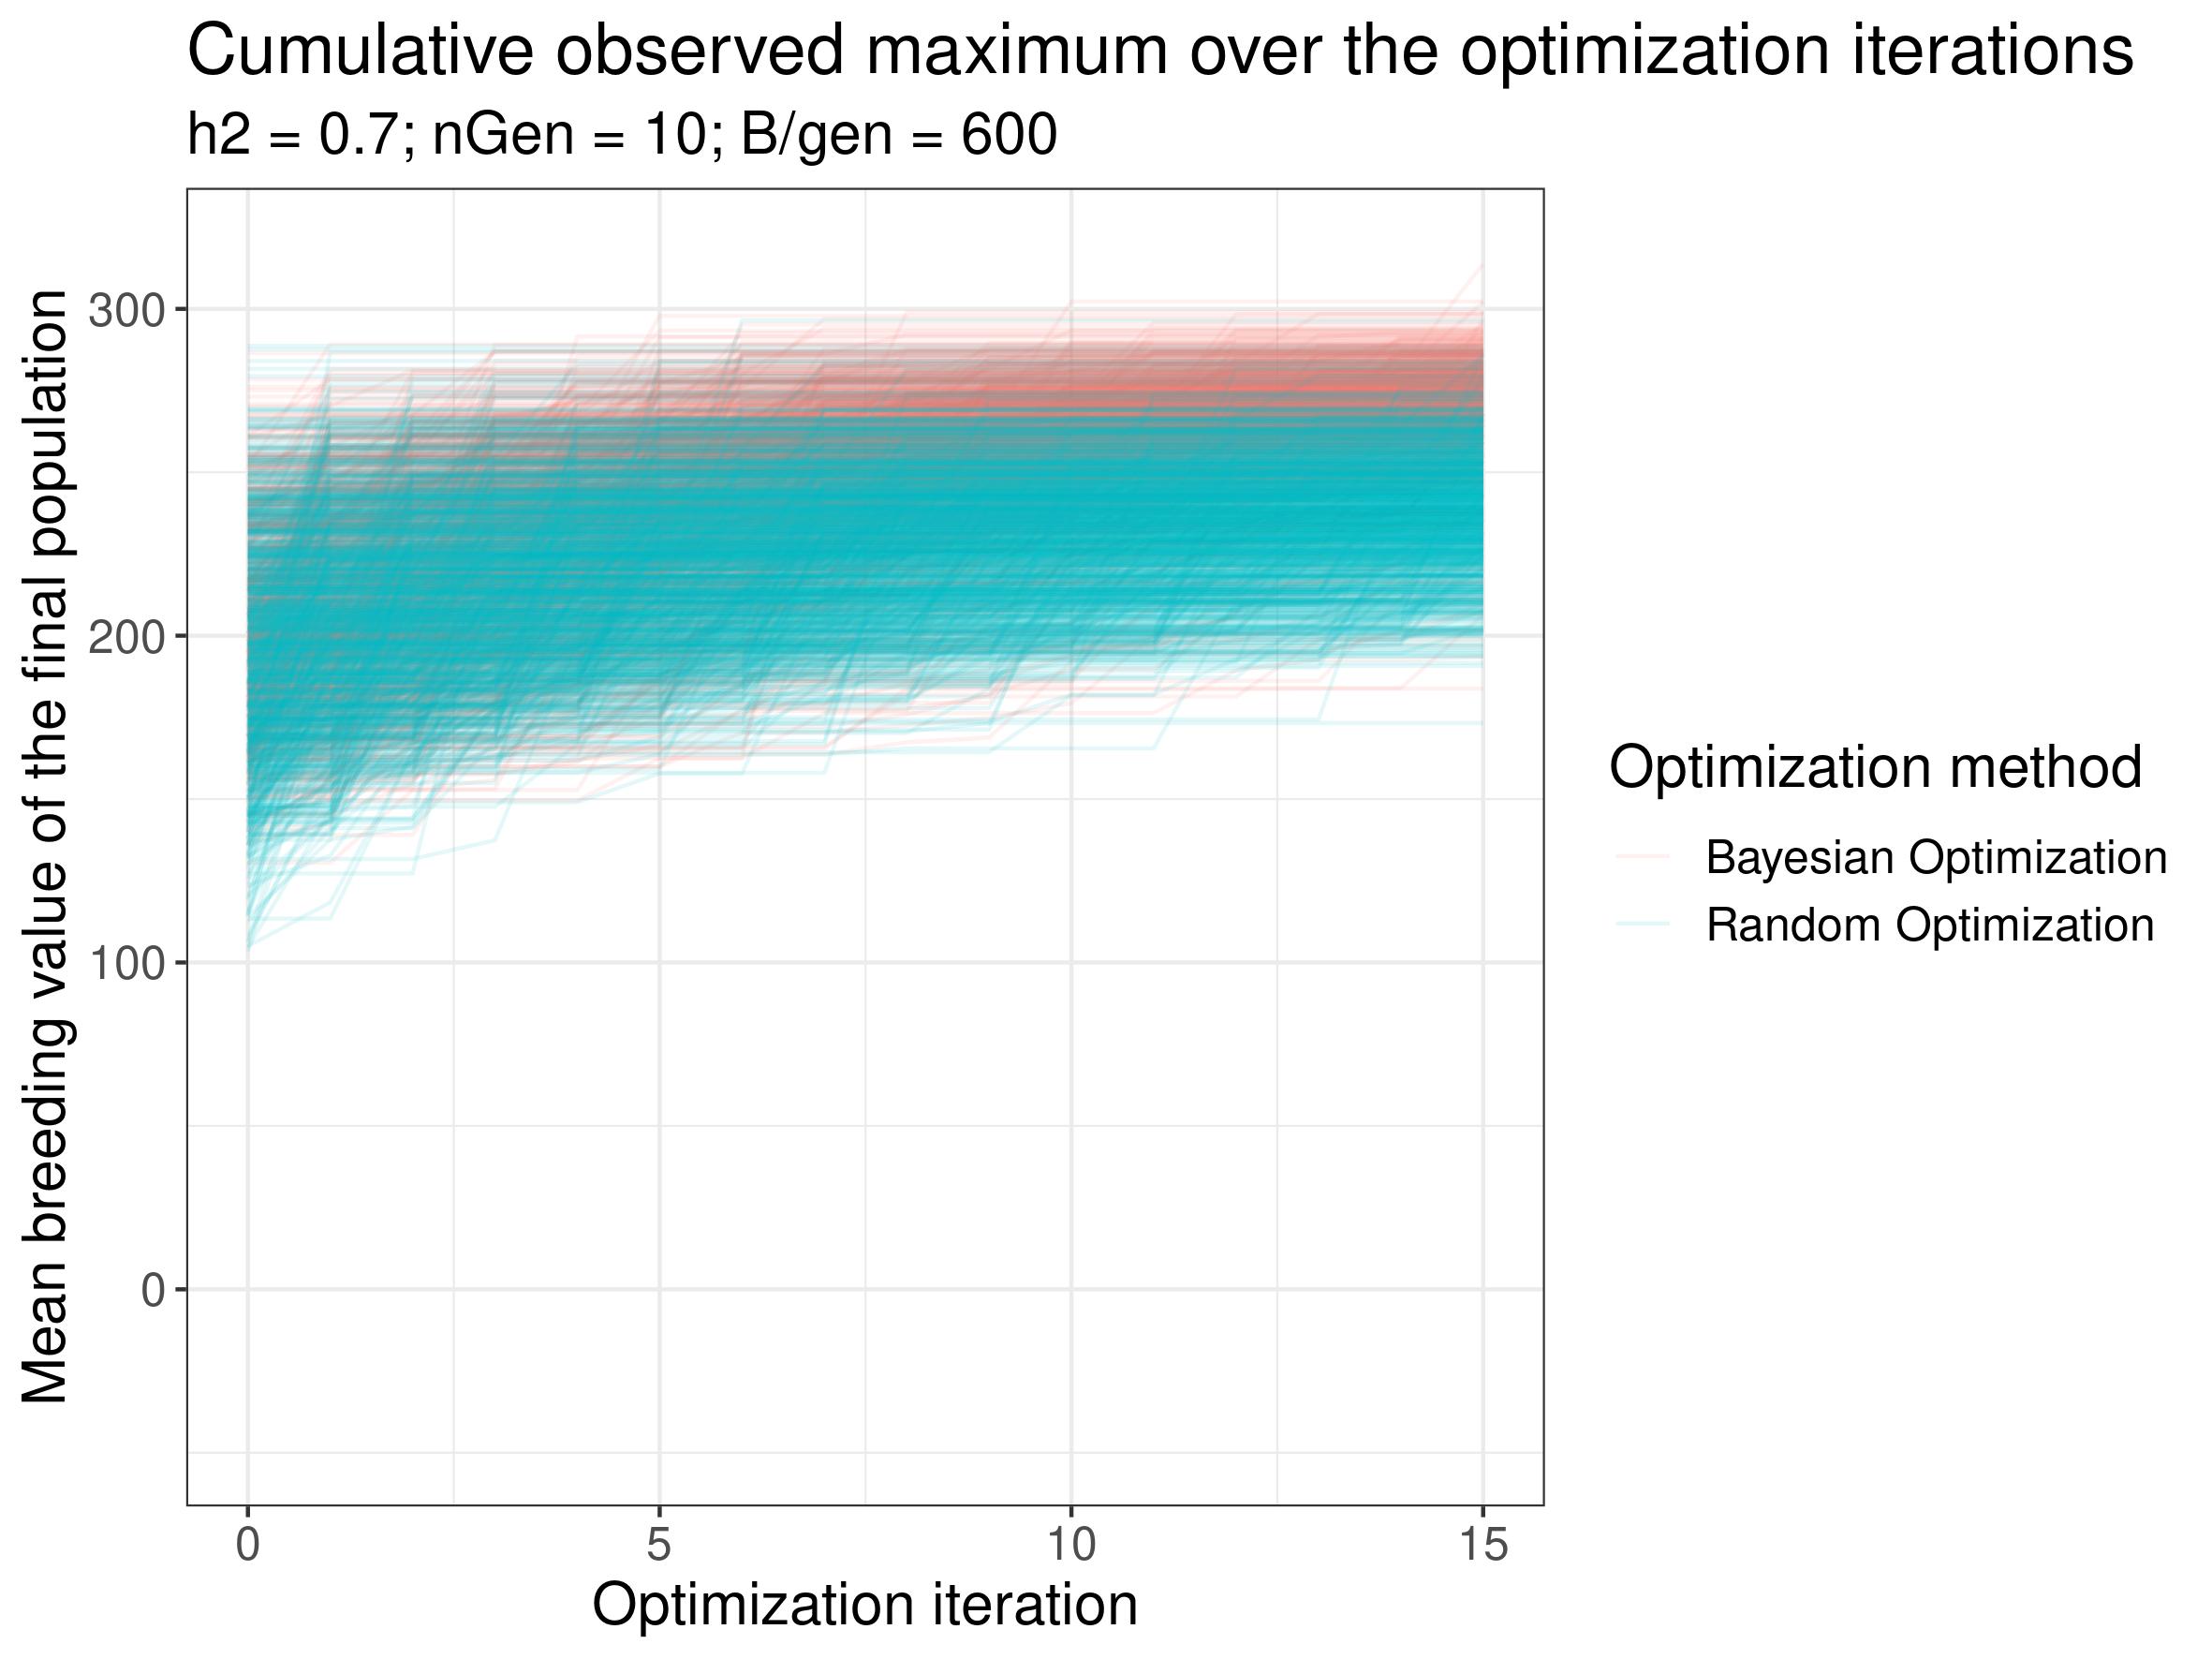 Cumulative observed maximum over the optimization iterations
h2 = 0.7; nGen = 10; B/gen = 600
Mean breeding value of the final population
300
200
100
0
0 5 10 15
Optimization iteration
Optimization method
Bayesian Optimization
Random Optimization